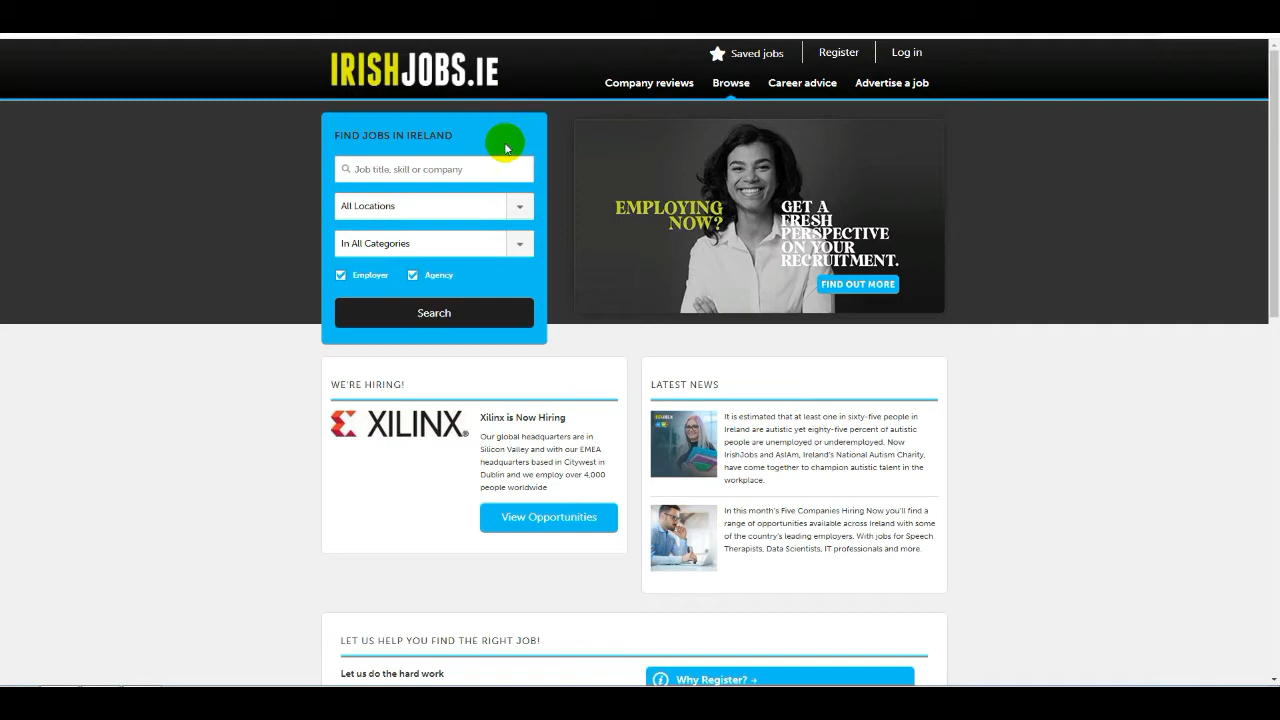 IRISHJOBS.IE
Saved jobs
Register
Log in
Company reviews
Browse
Career advice
Advertise a job
FIND JOBS IN IRELAND
Job title, skill or company
All Locations
In All Categories
Employer
Agency
Search
EMPLOYING
NOW?
GET A
FRESH
PERSPECTIVE
ON YOUR
RECRUITMENT.
FIND OUT MORE
WE'RE HIRING!
XILINX®
Xilinx is Now Hiring
Our global headquarters are in
Silicon Valley and with our EMEA
headquarters based in Citywest in
Dublin and we employ over 4,000
people worldwide
View Opportunities
LATEST NEWS
It is estimated that at least one in sixty-five people in
Ireland are autistic yet eighty-five percent of autistic
people are unemployed or underemployed. Now
IrishJobs and AsIAm, Ireland's National Autism Charity,
have come together to champion autistic talent in the
workplace.
In this month's Five Companies Hiring Now you'll find a
range of opportunities available across Ireland with some
of the country's leading employers. With jobs for Speech
Therapists, Data Scientists, IT professionals and more.
LET US HELP YOU FIND THE RIGHT JOB!
Let us do the hard work
Why Register?